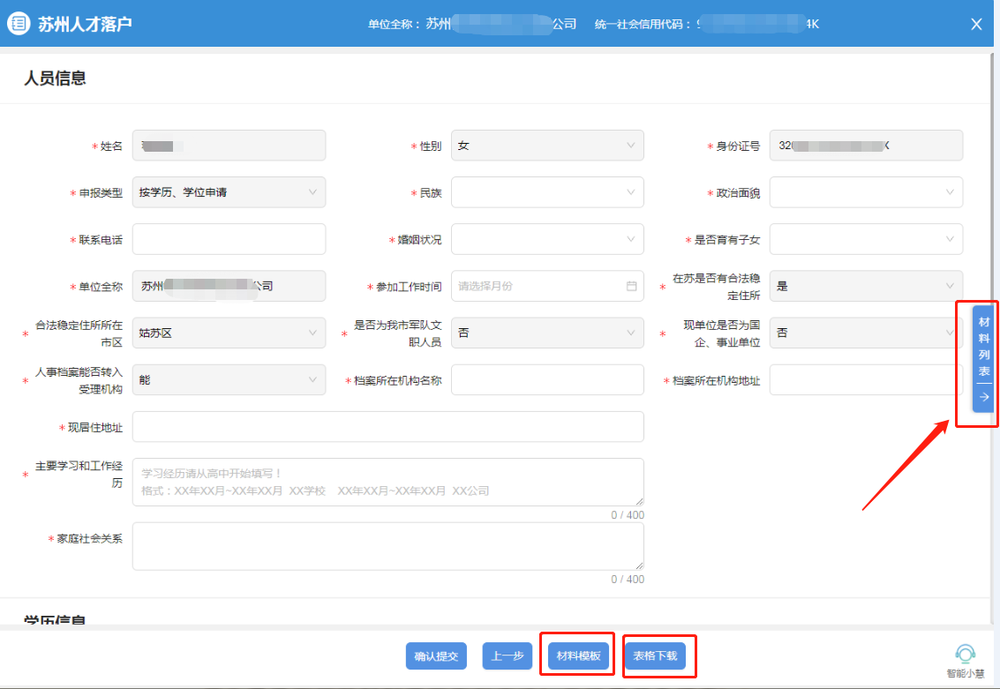 苏州人才落户
单位全称： 苏州 公司 统一社会信用代码： 4K
人员信息
* 姓名
* 性别 女
* 身份证号 32 X
* 申报类型 按学历、学位申请
* 民族
* 政治面貌
* 联系电话
* 婚姻状况
* 是否育有子女
* 单位全称 苏州 公司
* 参加工作时间 请选择月份
* 在苏是否有合法稳
定住所 是
* 合法稳定住所所在
市区 姑苏区
* 是否为我市军队文
职人员 否
* 现单位是否为国
企、事业单位 否
* 人事档案能否转入
受理机构 能
* 档案所在机构名称
* 档案所在机构地址
材料列表
* 现居住地址
* 主要学习和工作经
历
学习经历请从高中开始填写！
格式：XX年XX月~XX年XX月 XX学校 XX年XX月~XX年XX月 XX公司
0 / 400
* 家庭社会关系
0 / 400
学历信息
确认提交 上一步 材料模板 表格下载
智能小慧